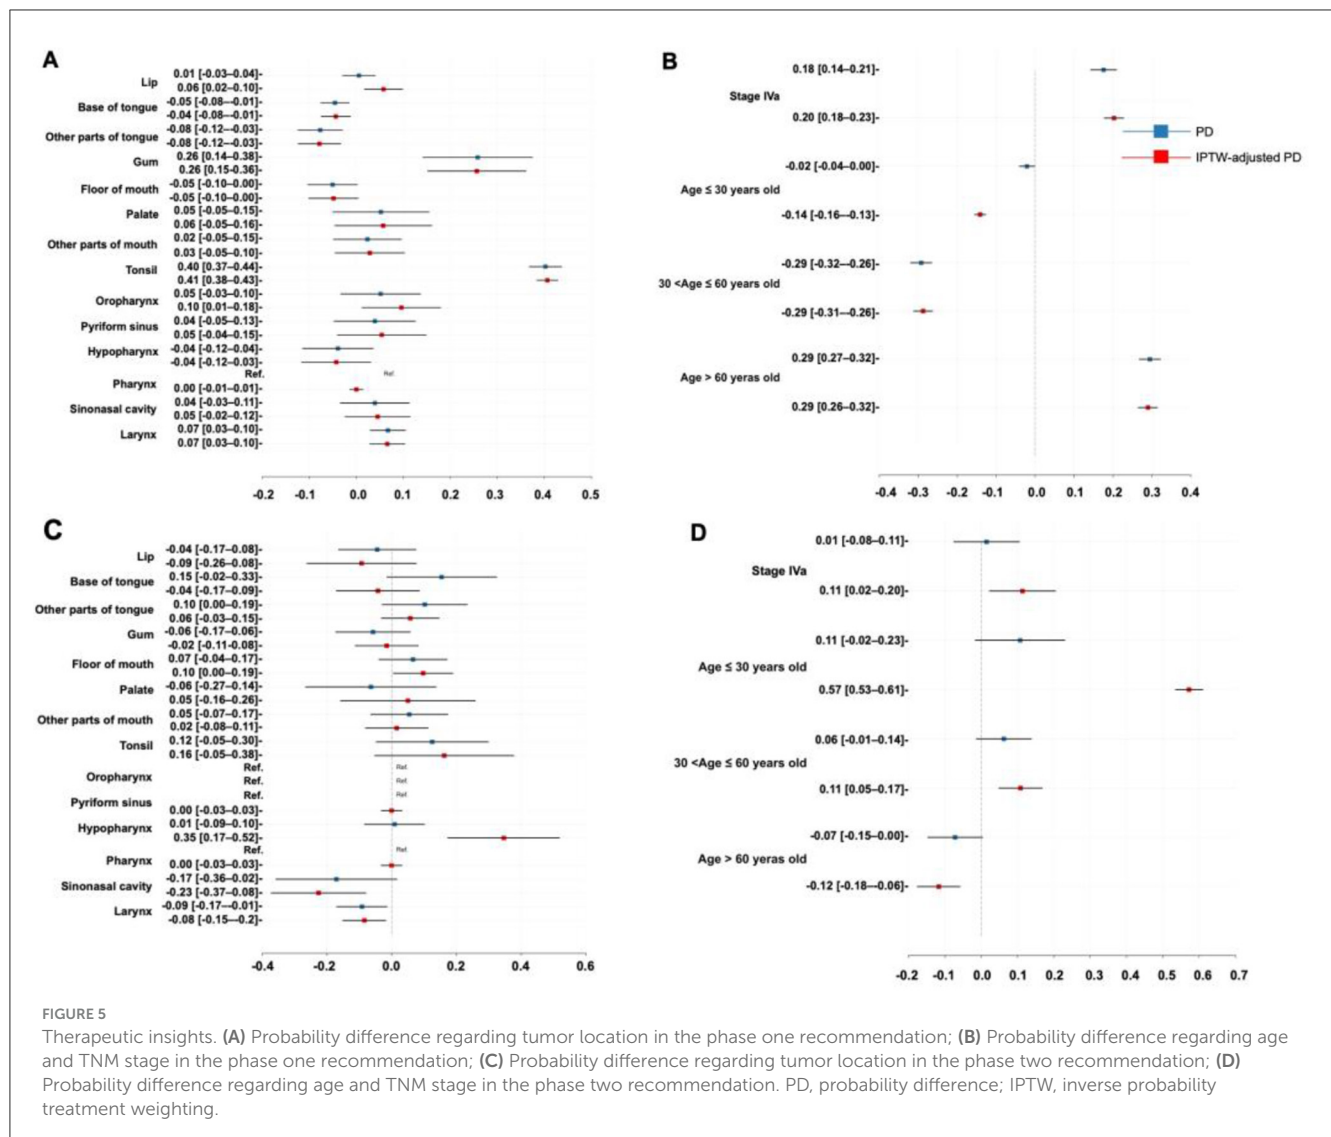 A
Lip
0.01 [-0.03–0.04]-
0.06 [0.02–0.10]-
Base of tongue
-0.05 [-0.08–-0.01]-
-0.04 [-0.08–-0.01]-
Other parts of tongue
-0.08 [-0.12–-0.03]-
-0.08 [-0.12–-0.03]-
Gum
0.26 [0.14–0.38]-
0.26 [0.15-0.36]-
Floor of mouth
-0.05 [-0.10–0.00]-
-0.05 [-0.10–0.00]-
Palate
0.05 [-0.05–0.15]-
0.06 [-0.05–0.16]-
Other parts of mouth
0.02 [-0.05–0.15]-
0.03 [-0.05–0.10]-
Tonsil
0.40 [0.37–0.44]-
0.41 [0.38–0.43]-
Oropharynx
0.05 [-0.03–0.10]-
0.10 [0.01–0.18]-
Pyriform sinus
0.04 [-0.05–0.13]-
0.05 [-0.04–0.15]-
Hypopharynx
-0.04 [-0.12–0.04]-
-0.04 [-0.12–0.03]-
Ref. Ref.
Pharynx
0.00 [-0.01–0.01]-
Sinonasal cavity
0.04 [-0.03–0.11]-
0.05 [-0.02–0.12]-
Larynx
0.07 [0.03–0.10]-
0.07 [0.03–0.10]-
-0.2 -0.1 0.0 0.1 0.2 0.3 0.4 0.5
B
0.18 [0.14–0.21]-
Stage IVa
0.20 [0.18–0.23]-
PD
IPTW-adjusted PD
-0.02 [-0.04–0.00]-
Age ≤ 30 years old
-0.14 [-0.16–-0.13]-
-0.29 [-0.32–-0.26]-
30 <Age ≤ 60 years old
-0.29 [-0.31–-0.26]-
0.29 [0.27–0.32]-
Age > 60 yeras old
0.29 [0.26–0.32]-
-0.4 -0.3 -0.2 -0.1 0.0 0.1 0.2 0.3 0.4
C
Lip
-0.04 [-0.17–0.08]-
-0.09 [-0.26–0.08]-
Base of tongue
0.15 [-0.02–0.33]-
-0.04 [-0.17–0.09]-
Other parts of tongue
0.10 [0.00–0.19]-
0.06 [-0.03–0.15]-
Gum
-0.06 [-0.17–0.06]-
-0.02 [-0.11-0.08]-
Floor of mouth
0.07 [-0.04–0.17]-
0.10 [0.00–0.19]-
Palate
-0.06 [-0.27–0.14]-
0.05 [-0.16–0.26]-
Other parts of mouth
0.05 [-0.07–0.17]-
0.02 [-0.08–0.11]-
Tonsil
0.12 [-0.05–0.30]-
0.16 [-0.05–0.38]-
Ref. Ref.
Oropharynx
Ref. Ref.
Ref. Ref.
Pyriform sinus
0.00 [-0.03–0.03]-
Hypopharynx
0.01 [-0.09–0.10]-
0.35 [0.17–0.52]-
Ref. Ref.
Pharynx
0.00 [-0.03–0.03]-
Sinonasal cavity
-0.17 [-0.36–0.02]-
-0.23 [-0.37–0.08]-
Larynx
-0.09 [-0.17–-0.01]-
-0.08 [-0.15–-0.2]-
-0.4 -0.2 0.0 0.2 0.4 0.6
D
0.01 [-0.08–0.11]-
Stage IVa
0.11 [0.02–0.20]-
0.11 [-0.02–0.23]-
Age ≤ 30 years old
0.57 [0.53–0.61]-
0.06 [-0.01–0.14]-
30 <Age ≤ 60 years old
0.11 [0.05–0.17]-
-0.07 [-0.15–0.00]-
Age > 60 yeras old
-0.12 [-0.18–-0.06]-
-0.2 -0.1 0.0 0.1 0.2 0.3 0.4 0.5 0.6 0.7
FIGURE 5
Therapeutic insights. (A) Probability difference regarding tumor location in the phase one recommendation; (B) Probability difference regarding age
and TNM stage in the phase one recommendation; (C) Probability difference regarding tumor location in the phase two recommendation; (D)
Probability difference regarding age and TNM stage in the phase two recommendation. PD, probability difference; IPTW, inverse probability
treatment weighting.